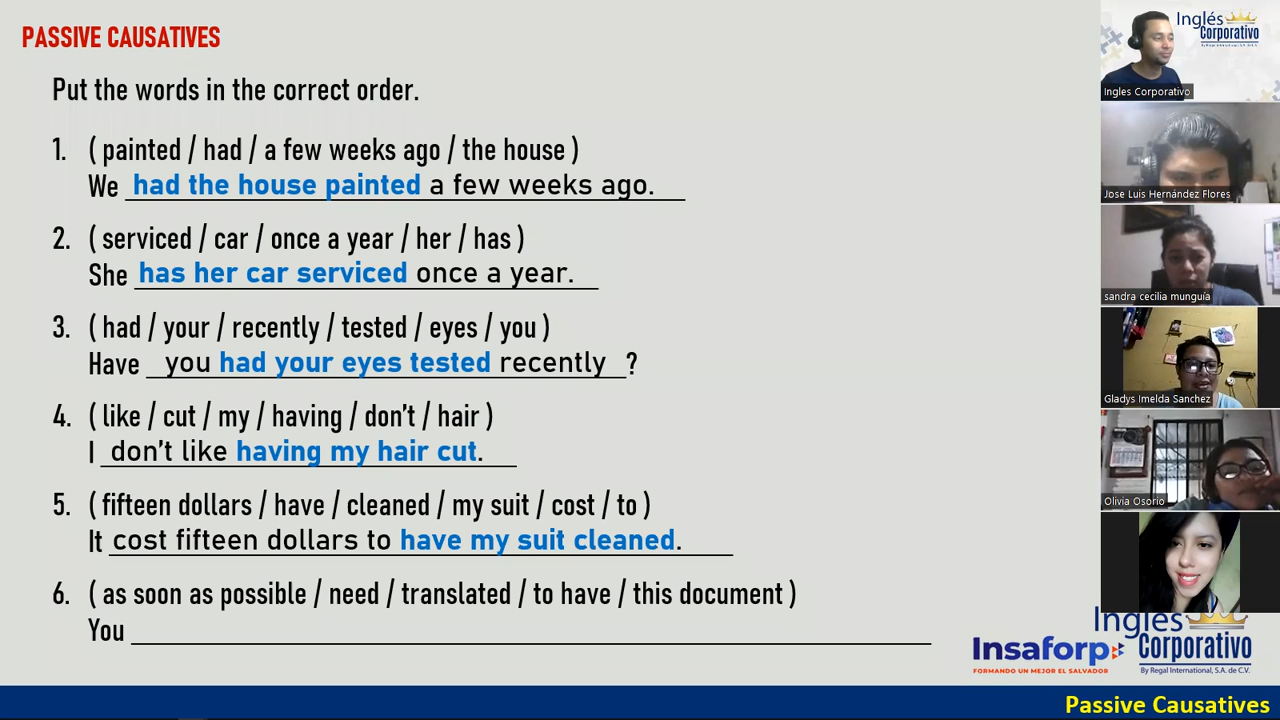 PASSIVE CAUSATIVES
Put the words in the correct order.
1. ( painted / had / a few weeks ago / the house )
We had the house painted a few weeks ago.
2. ( serviced / car / once a year / her / has )
She has her car serviced once a year.
3. ( had / your / recently / tested / eyes / you )
Have you had your eyes tested recently ?
4. ( like / cut / my / having / don’t / hair )
I don’t like having my hair cut.
5. ( fifteen dollars / have / cleaned / my suit / cost / to )
It cost fifteen dollars to have my suit cleaned.
6. ( as soon as possible / need / translated / to have / this document )
You
Inglés
Corporativo
By Regal International, S.A. de C.V.
Ingles Corporativo
Jose Luis Hernández Flores
sandra cecilia munguía
Gladys Imelda Sanchez
Olivia Osorio
Insaforp
FORMANDO UN MEJOR EL SALVADOR
Inglés
Corporativo
By Regal International, S.A. de C.V.
Passive Causatives